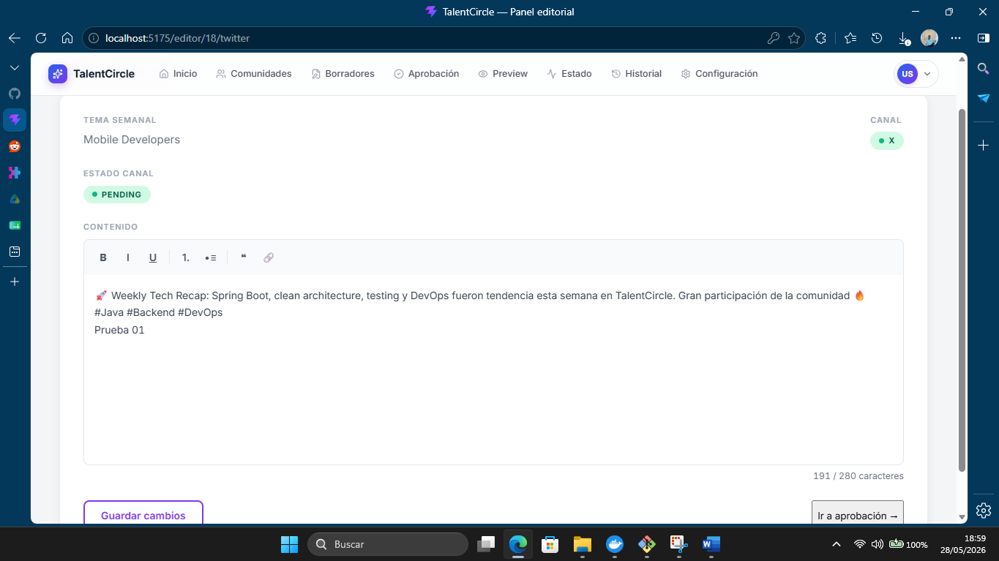 TalentCircle — Panel editorial
localhost:5175/editor/18/twitter
TalentCircle
Inicio
Comunidades
Borradores
Aprobación
Preview
Estado
Historial
Configuración
US
TEMA SEMANAL
CANAL
Mobile Developers
X
ESTADO CANAL
PENDING
CONTENIDO
B I U 1.
🚀 Weekly Tech Recap: Spring Boot, clean architecture, testing y DevOps fueron tendencia esta semana en TalentCircle. Gran participación de la comunidad 🔥
#Java #Backend #DevOps
Prueba 01
191 / 280 caracteres
Guardar cambios
Ir a aprobación →
Buscar
100%
18:59
28/05/2026